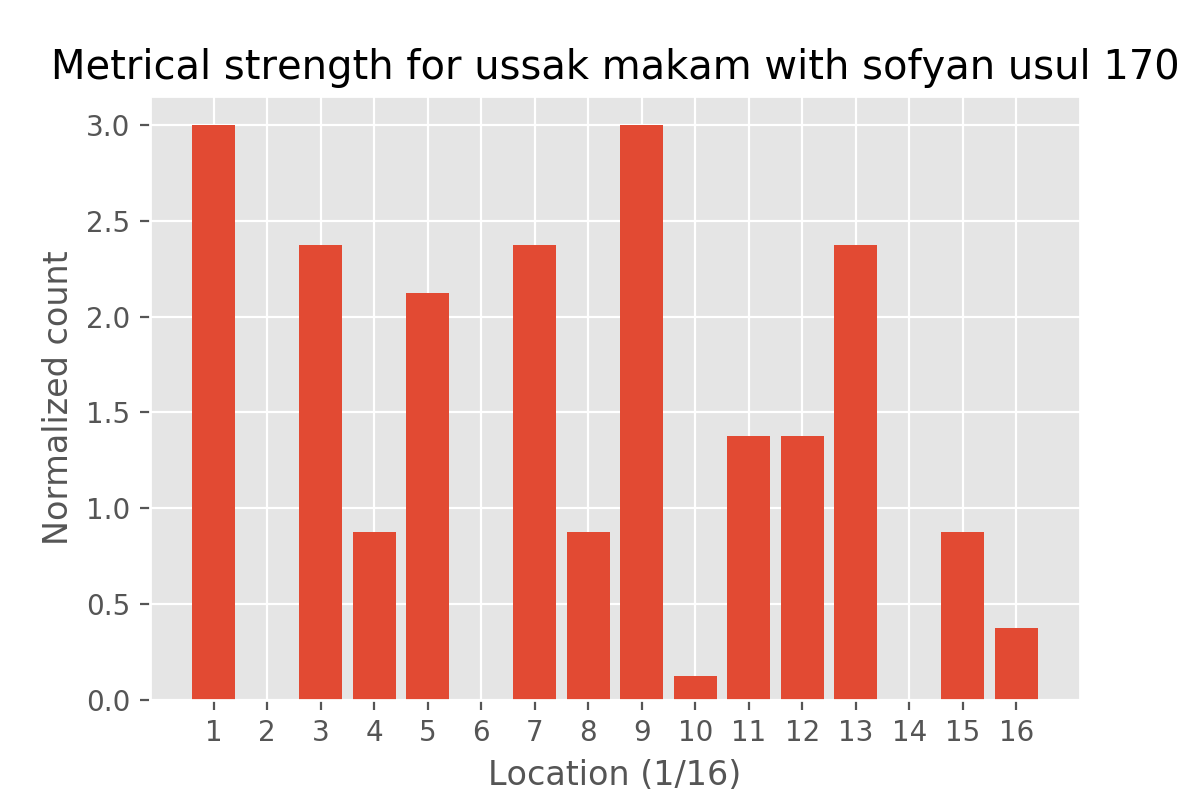 Metrical strength for ussak makam with sofyan usul 170
Normalized count
3.0
2.5
2.0
1.5
1.0
0.5
0.0
1 2 3 4 5 6 7 8 9 10 11 12 13 14 15 16
Location (1/16)